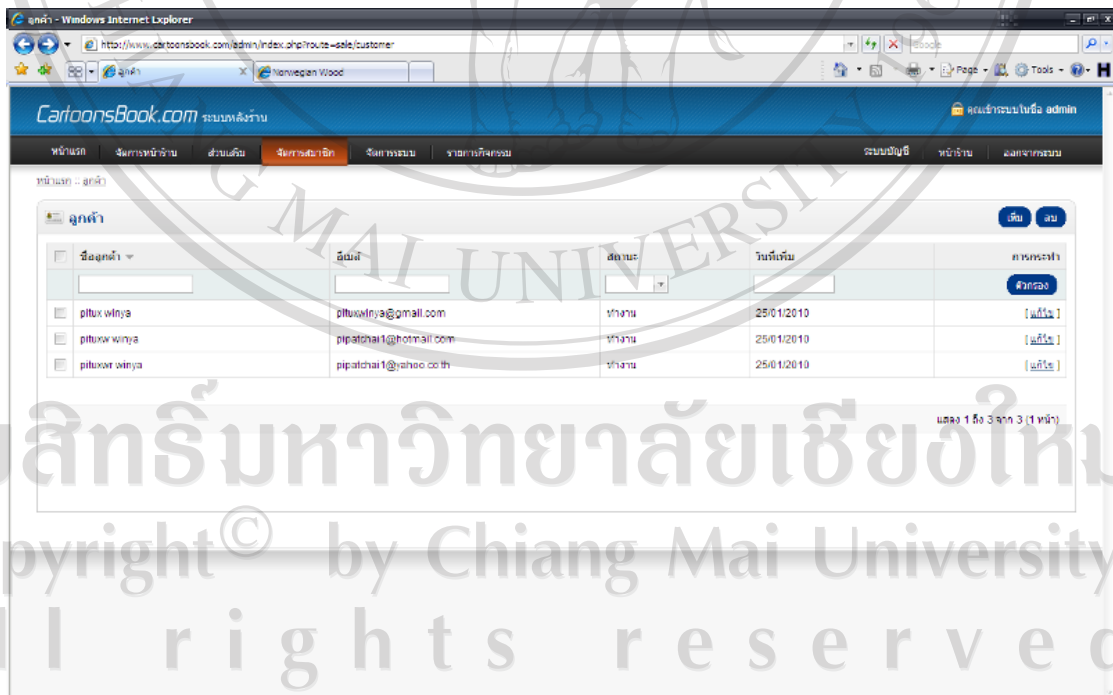 ลูกค้า - Windows Internet Explorer
http://www.cartoonsbook.com/admin/index.php?route=sale/customer
Google
ลูกค้า
Norwegian Wood
Page
Tools
CartoonsBook.com ระบบหลังร้าน
คุณเข้าระบบในชื่อ admin
หน้าแรก จัดการหน้าร้าน ส่วนเสริม จัดการสมาชิก จัดการระบบ รายการกิจกรรม ระบบบัญชี หน้าร้าน ออกจากระบบ
หน้าแรก :: ลูกค้า
ลูกค้า เพิ่ม ลบ
ชื่อลูกค้า อีเมล์ สถานะ วันที่เพิ่ม การกระทำ
ตัวกรอง
pitux winya pituxwinya@gmail.com ทำงาน 25/01/2010 [ แก้ไข ]
pituxw winya pipatchai1@hotmail.com ทำงาน 25/01/2010 [ แก้ไข ]
pituxwr winya pipatchai1@yahoo.co.th ทำงาน 25/01/2010 [ แก้ไข ]
แสดง 1 ถึง 3 จาก 3 (1 หน้า)
MAI UNIVERSITY
สิทธิ์มหาวิทยาลัยเชียงใหม่
pyright© by Chiang Mai University
rights reserved